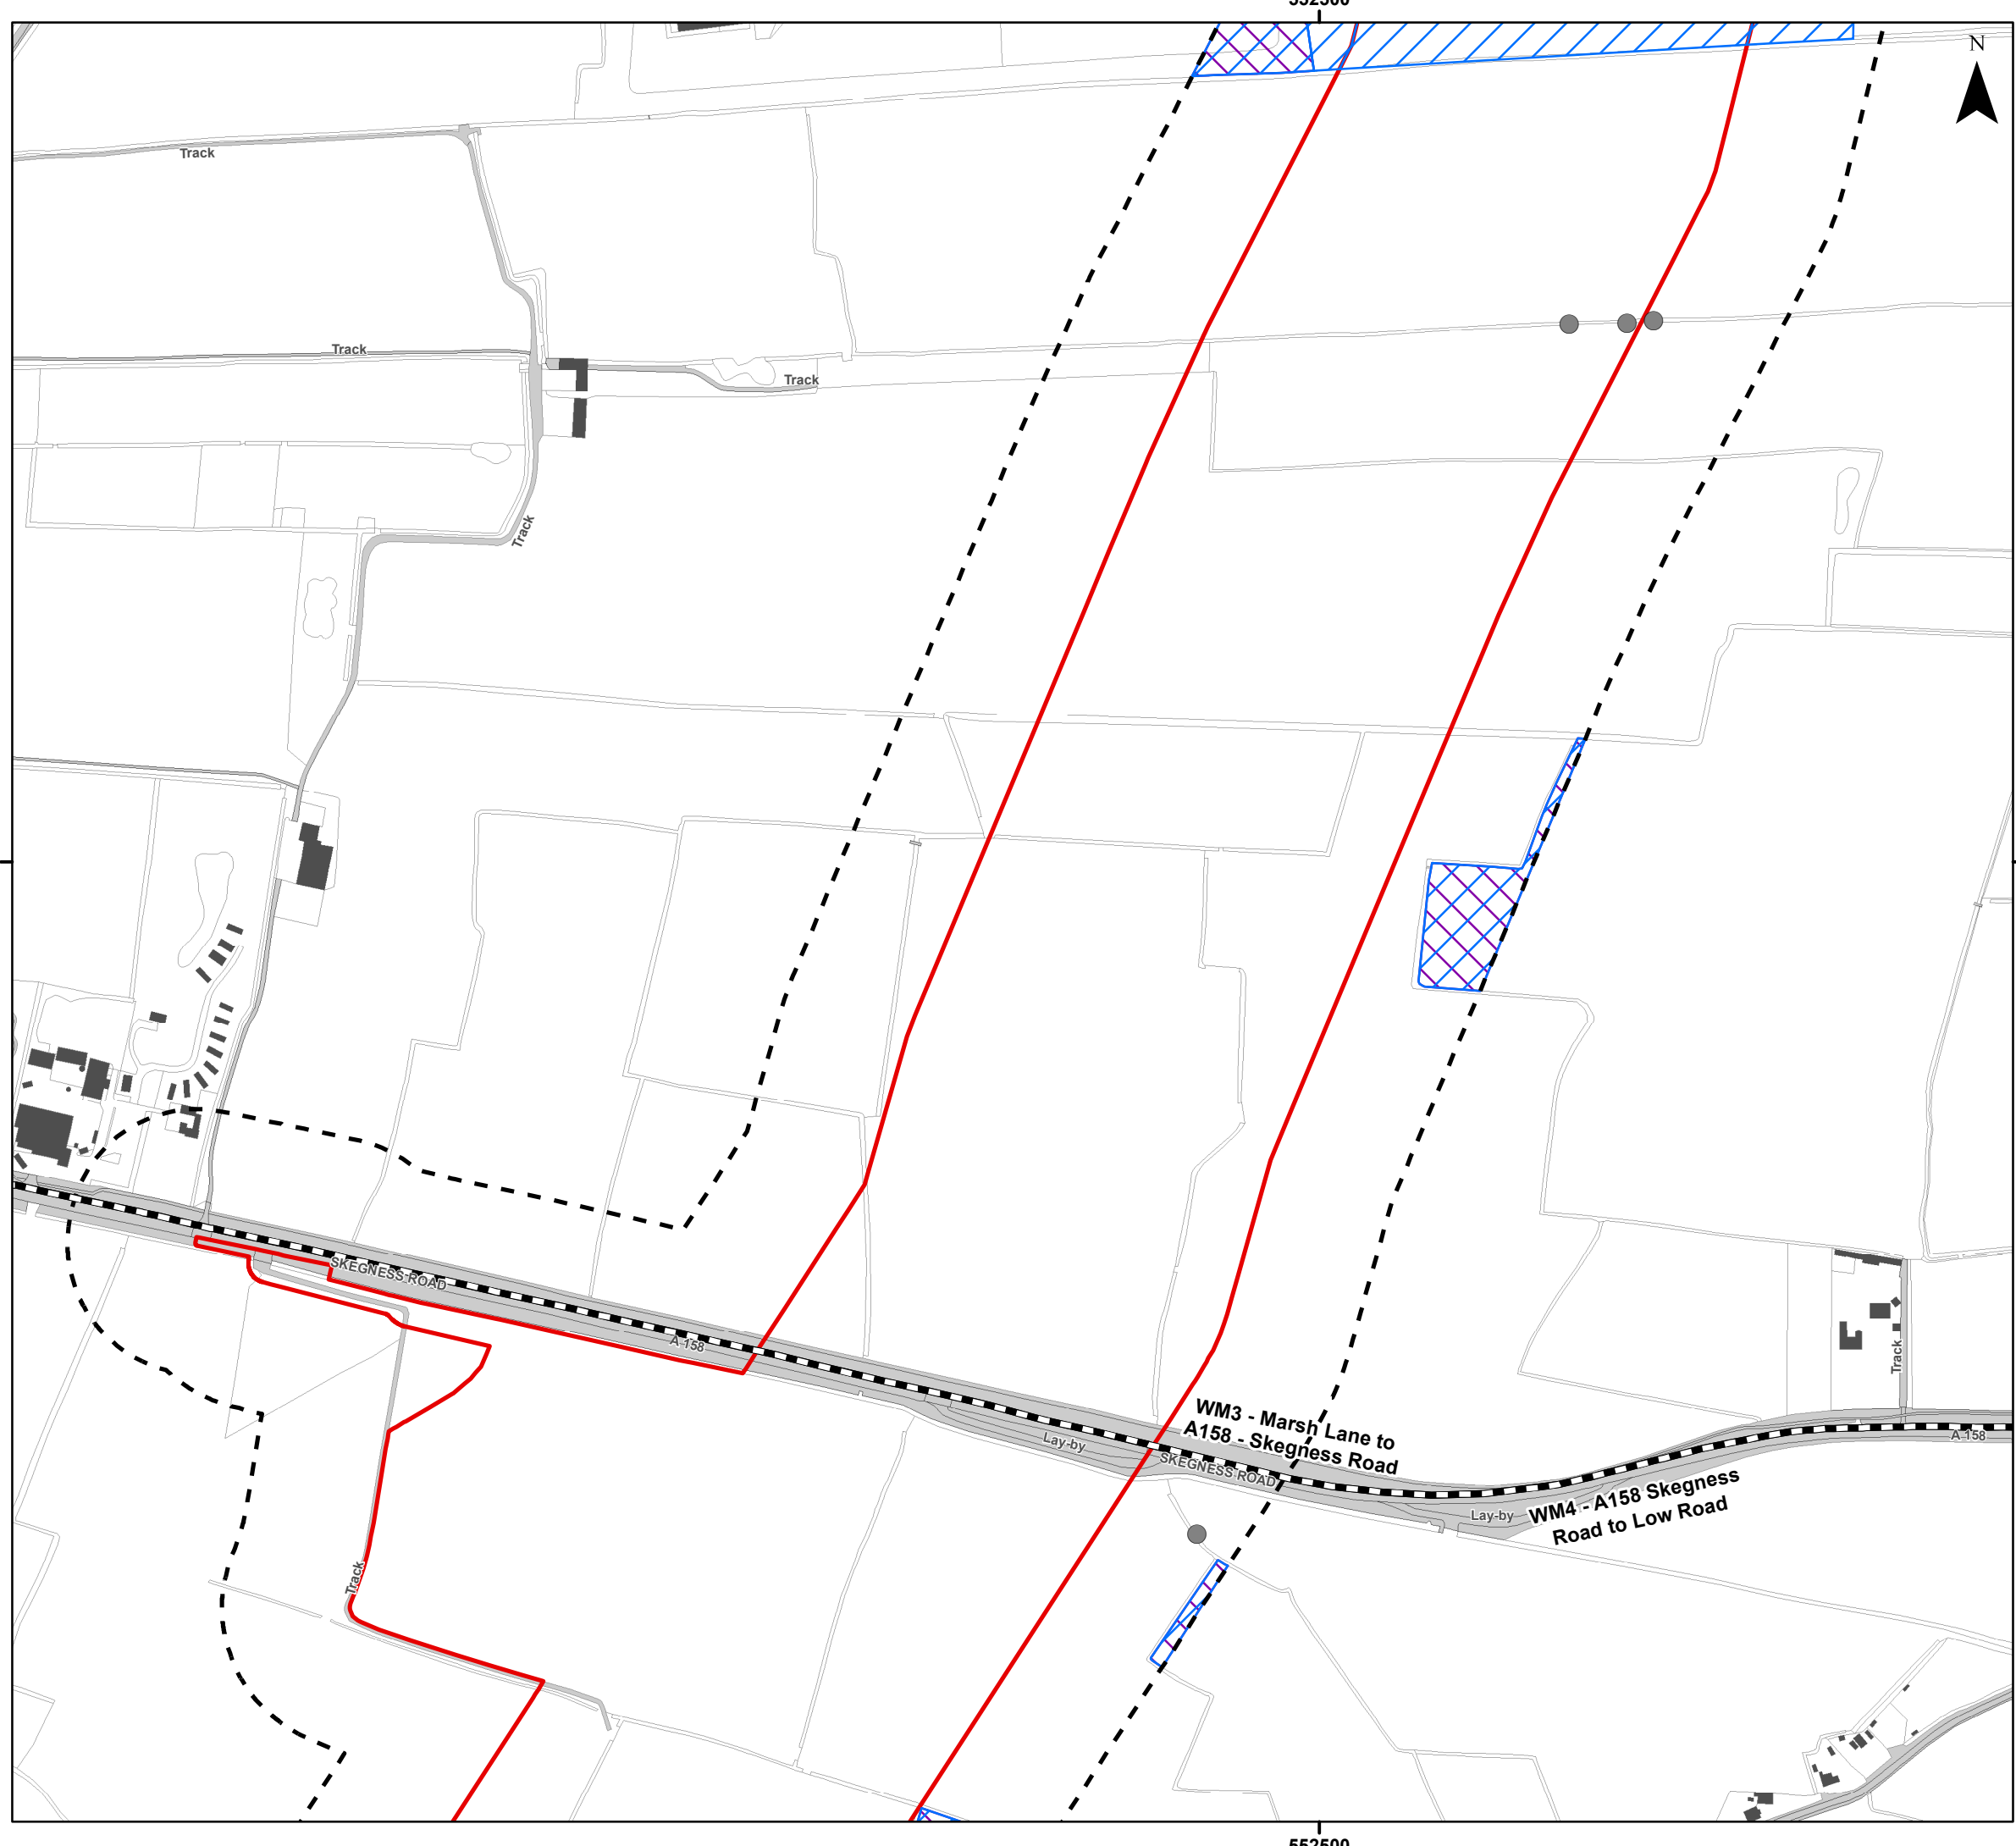 552500
N
Track
Track
Track
Track
SKEGNESS ROAD
A 158
WM3 - Marsh Lane to
A158 - Skegness Road
Lay-by
SKEGNESS ROAD
Track
A 158
Lay-by
WM4 - A158 Skegness
Road to Low Road
Track
552500